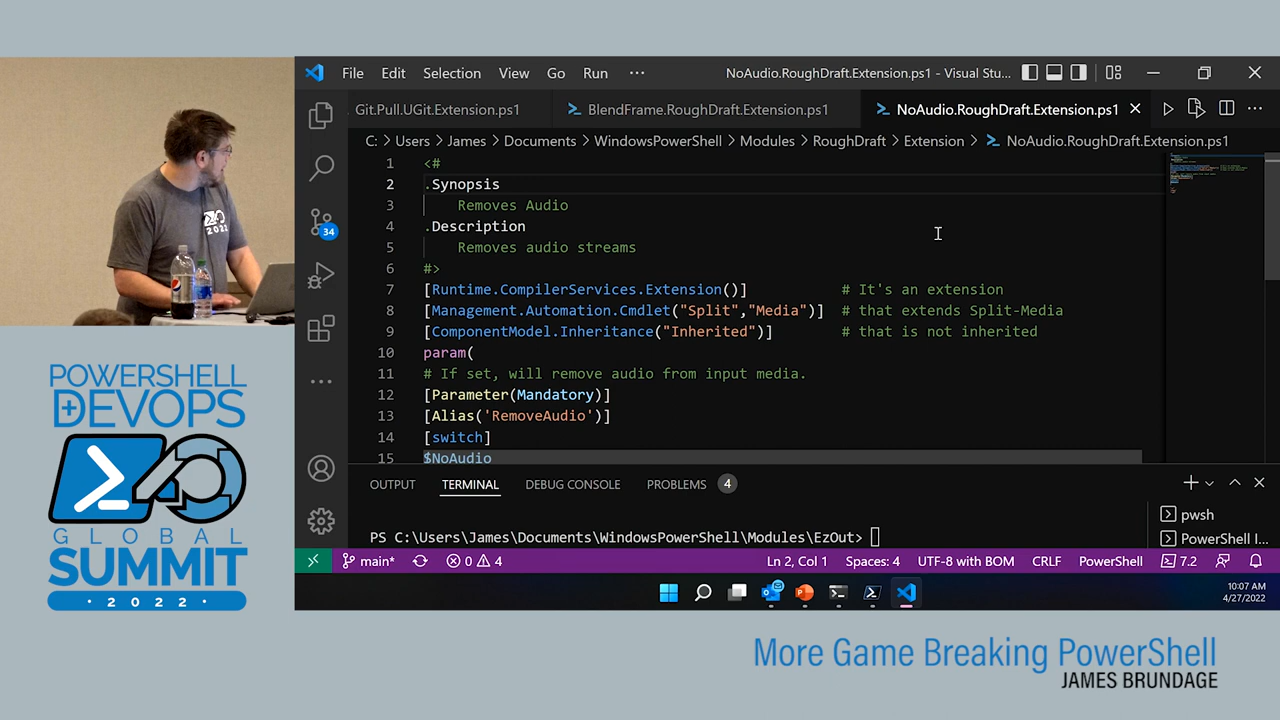 File Edit Selection View Go Run ··· NoAudio.RoughDraft.Extension.ps1 - Visual Stu...
Git.Pull.UGit.Extension.ps1 BlendFrame.RoughDraft.Extension.ps1 NoAudio.RoughDraft.Extension.ps1
C: > Users > James > Documents > WindowsPowerShell > Modules > RoughDraft > Extension > NoAudio.RoughDraft.Extension.ps1
1 <#
2 .Synopsis
3 Removes Audio
4 .Description
5 Removes audio streams
6 #>
7 [Runtime.CompilerServices.Extension()] # It's an extension
8 [Management.Automation.Cmdlet("Split","Media")] # that extends Split-Media
9 [ComponentModel.Inheritance("Inherited")] # that is not inherited
10 param(
11 # If set, will remove audio from input media.
12 [Parameter(Mandatory)]
13 [Alias('RemoveAudio')]
14 [switch]
15 $NoAudio
34
OUTPUT TERMINAL DEBUG CONSOLE PROBLEMS 4
pwsh
PS C:\Users\James\Documents\WindowsPowerShell\Modules\EzOut> 
PowerShell I...
main* 0 4 Ln 2, Col 1 Spaces: 4 UTF-8 with BOM CRLF PowerShell 7.2
10:07 AM
4/27/2022
2022
pepsi
POWERSHELL
+DEVOPS
GLOBAL
SUMMIT
· 2022 ·
More Game Breaking PowerShell
JAMES BRUNDAGE